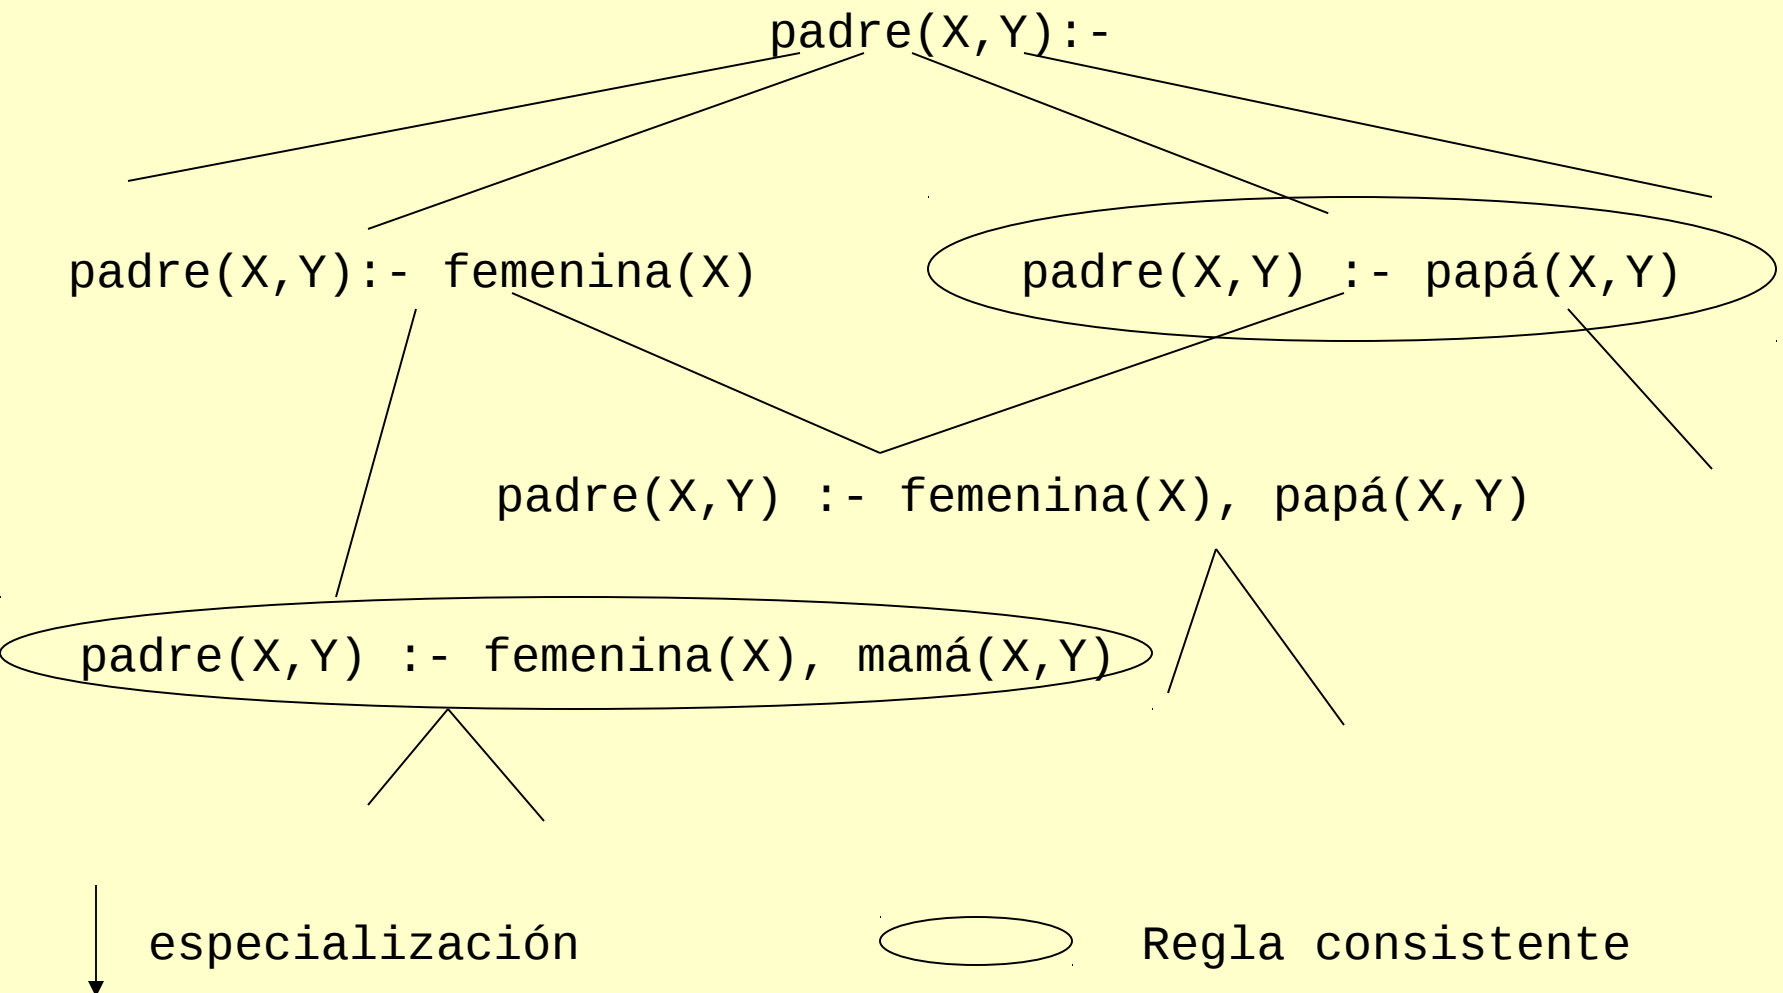 padre(X,Y):-
padre(X,Y):- femenina(X)
padre(X,Y) :- papá(X,Y)
padre(X,Y) :- femenina(X), papá(X,Y)
padre(X,Y) :- femenina(X), mamá(X,Y)
especialización
Regla consistente